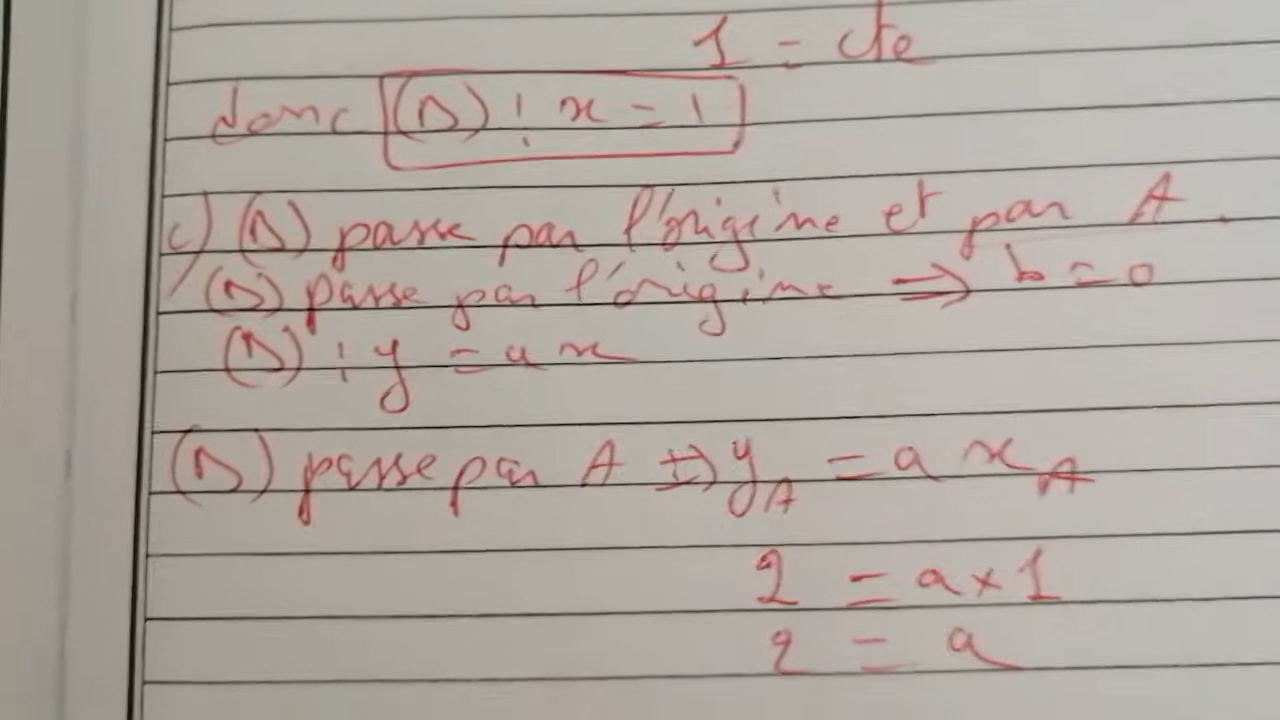 1 = cte
donc (D) : x = 1
c) (D) passe par l'origine et par A.
(D) passe par l'origine => b = 0
(D) : y = ax
(D) passe par A => yA = a xA
2 = a x 1
2 = a